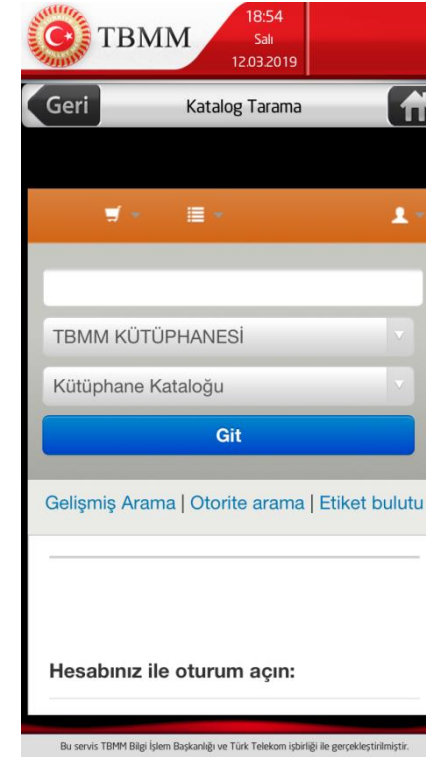 TBMM
18:54
Salı
12.03.2019
Geri
Katalog Tarama
TBMM KÜTÜPHANESİ
Kütüphane Kataloğu
Git
Gelişmiş Arama | Otorite arama | Etiket bulutu
Hesabınız ile oturum açın:
Bu servis TBMM Bilgi İşlem Başkanlığı ve Türk Telekom işbirliği ile gerçekleştirilmiştir.